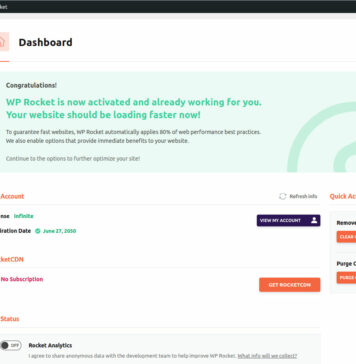 ket
Dashboard
Congratulations!
WP Rocket is now activated and already working for you.
Your website should be loading faster now!
To guarantee fast websites, WP Rocket automatically applies 80% of web performance best practices.
We also enable options that provide immediate benefits to your website.
Continue to the options to further optimize your site!
Account
Refresh info
Quick Ac
nse Infinite
VIEW MY ACCOUNT
Remove
iration Date June 27, 2050
CLEAR
cketCDN
Purge C
No Subscription
GET ROCKETCDN
PURGE
Status
OFF
Rocket Analytics
I agree to share anonymous data with the development team to help improve WP Rocket. What info will we collect?